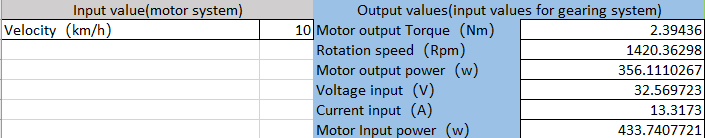 Input value(motor system) Output values(input values for gearing system)
Velocity（km/h） 10 Motor output Torque（Nm） 2.39436
Rotation speed（Rpm） 1420.36298
Motor output power（w） 356.1110267
Voltage input（V） 32.569723
Current input（A） 13.3173
Motor Input power（w） 433.7407721